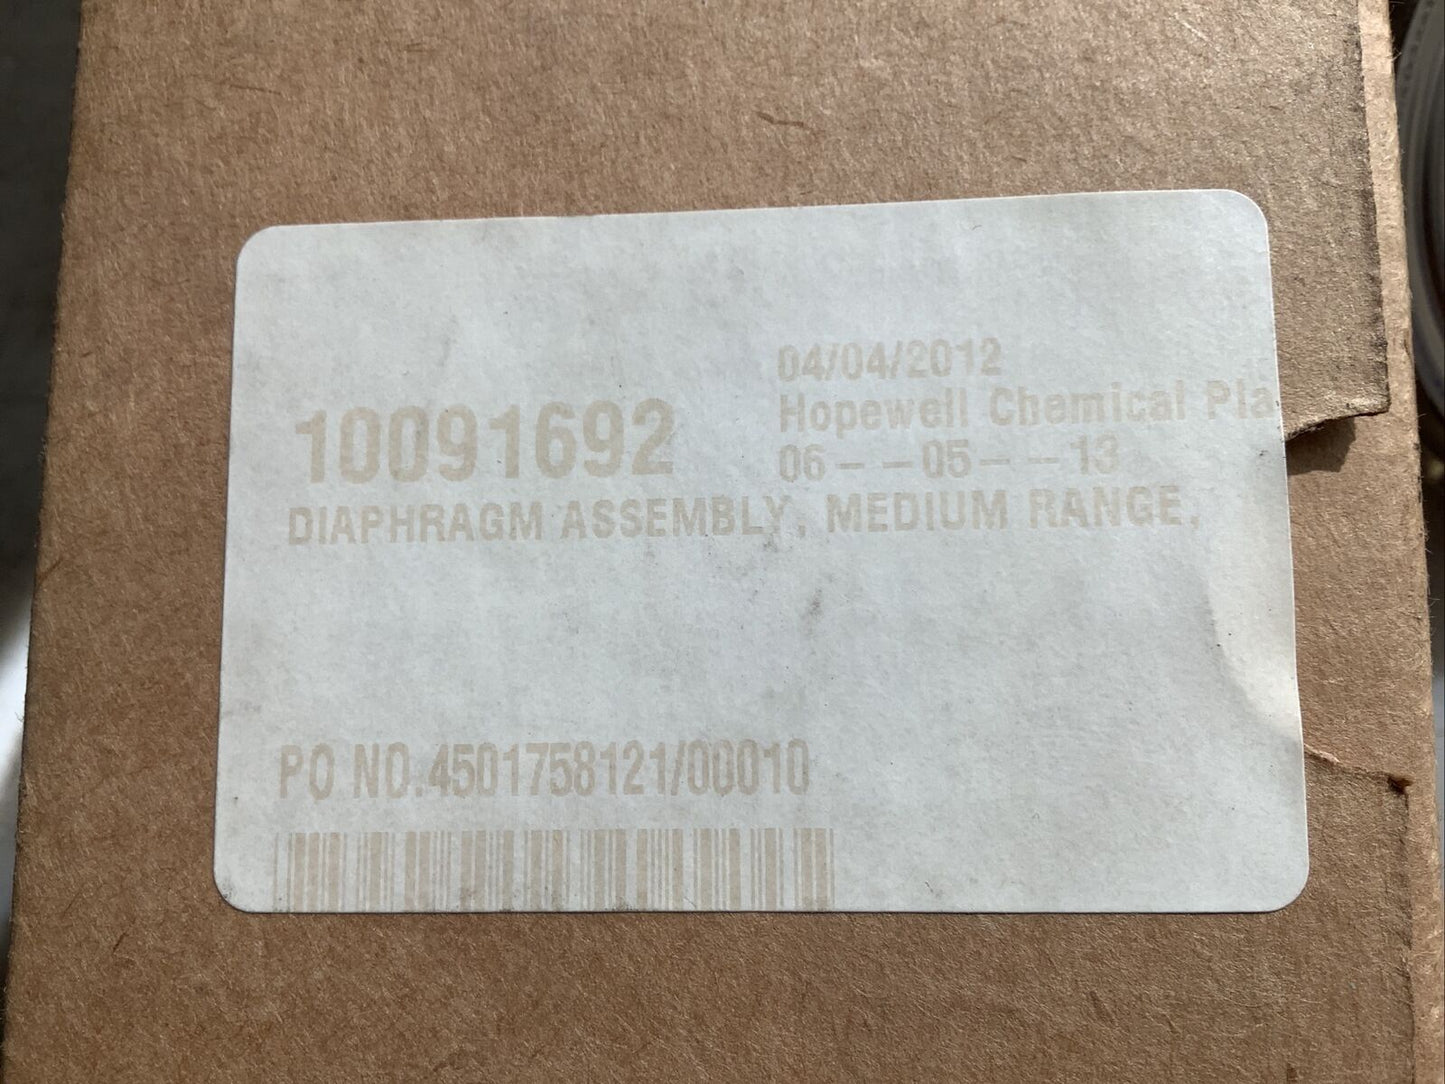 04/04/2012
Hopewell Chemical Pla
10091692
06--05--13
DIAPHRAGM ASSEMBLY, MEDIUM RANGE,
PO NO.4501758121/00010